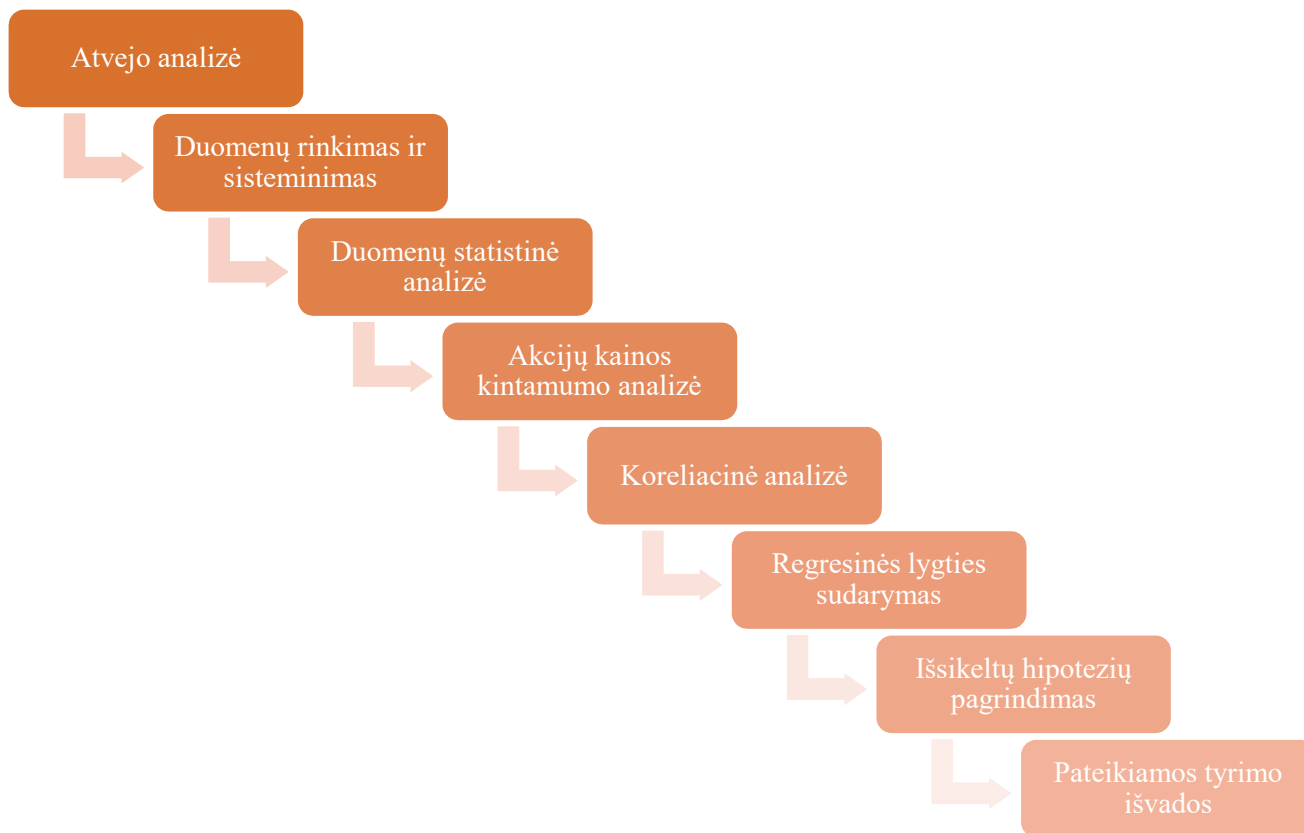 Atvejo analizė
Duomenų rinkimas ir
sisteminimas
Duomenų statistinė
analizė
Akcijų kainos
kintamumo analizė
Koreliacinė analizė
Regresinės lygties
sudarymas
Išsikeltų hipotezių
pagrindimas
Pateikiamos tyrimo
išvados